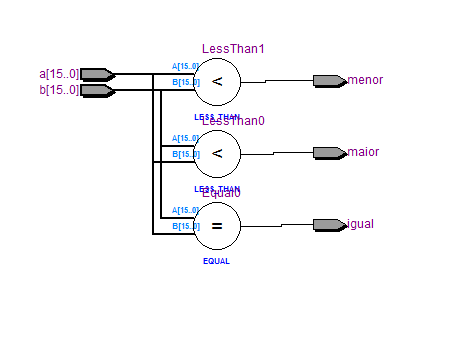 LessThan1
a[15..0]
b[15..0]
A[15..0]
B[15..0]
<
menor
LESS_THAN
LessThan0
A[15..0]
B[15..0]
<
maior
LESS_THAN
Equal0
A[15..0]
B[15..0]
=
igual
EQUAL